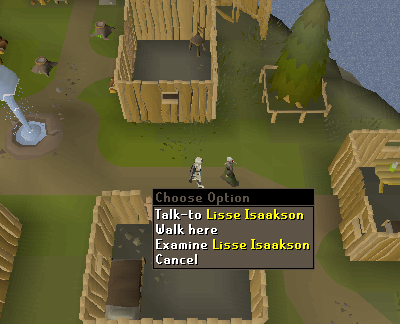 Choose Option
Talk-to Lisse Isaakson
Walk here
Examine Lisse Isaakson
Cancel